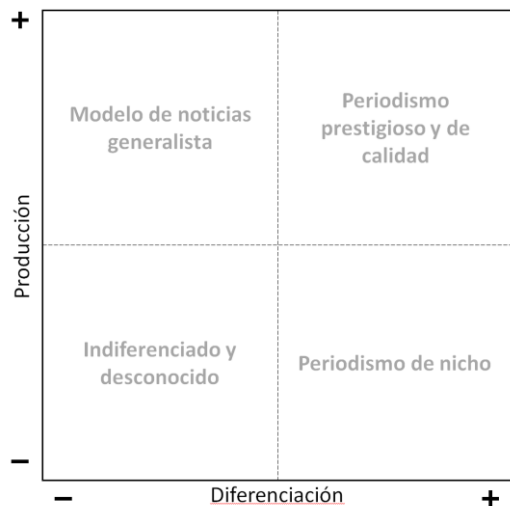 +
Modelo de noticias
generalista
Periodismo
prestigioso y de
calidad
Producción
Indiferenciado y
desconocido
Periodismo de nicho
–
–
Diferenciación
+